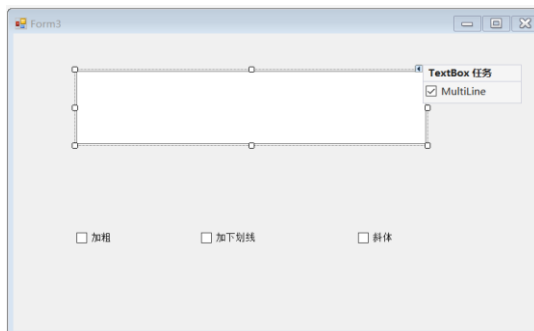 Form3
TextBox 任务
MultiLine
加粗
加下划线
斜体